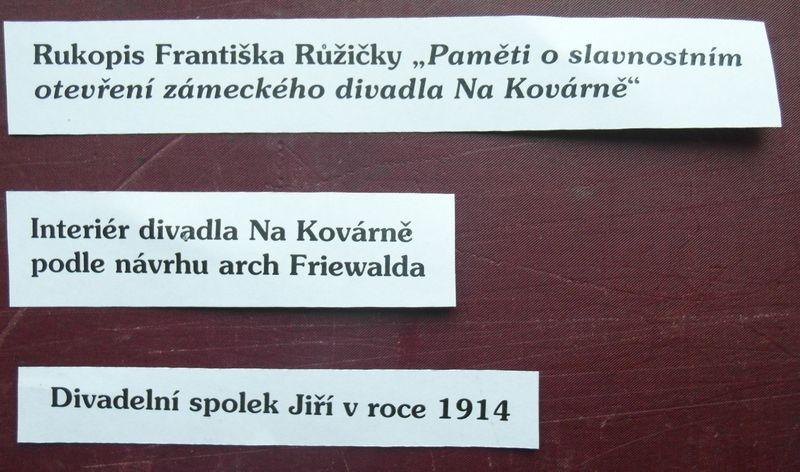 Rukopis Františka Růžičky „Paměti o slavnostním
otevření zámeckého divadla Na Kovárně“
Interiér divadla Na Kovárně
podle návrhu arch Friewalda
Divadelní spolek Jiří v roce 1914